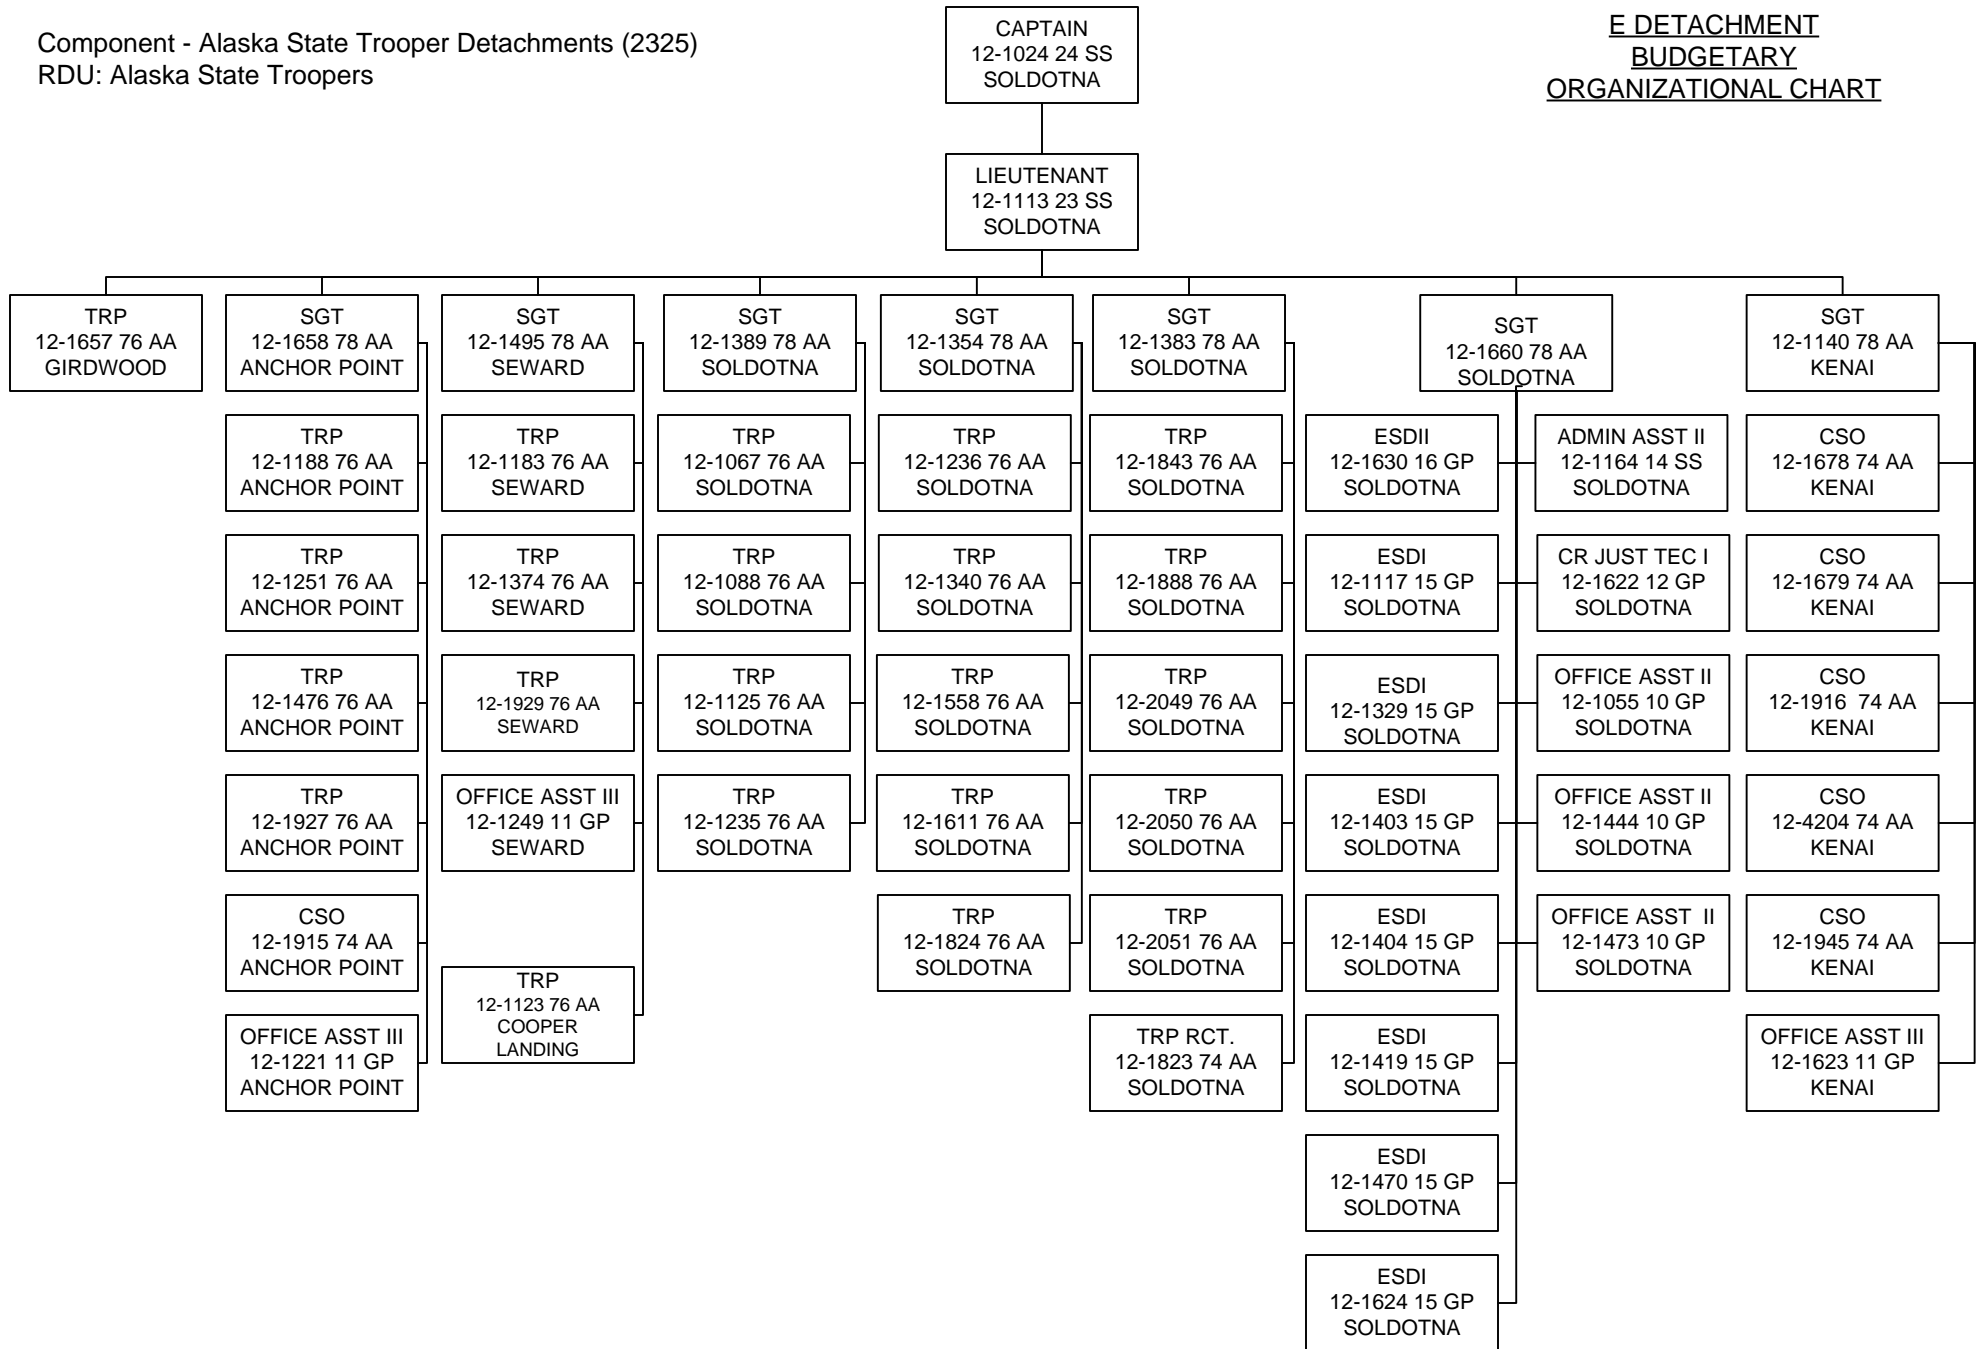 Component - Alaska State Trooper Detachments (2325)
RDU: Alaska State Troopers
CAPTAIN
12-1024 24 SS
SOLDOTNA
E DETACHMENT
BUDGETARY
ORGANIZATIONAL CHART
LIEUTENANT
12-1113 23 SS
SOLDOTNA
TRP
12-1657 76 AA
GIRDWOOD
SGT
12-1658 78 AA
ANCHOR POINT
TRP
12-1188 76 AA
ANCHOR POINT
TRP
12-1251 76 AA
ANCHOR POINT
TRP
12-1476 76 AA
ANCHOR POINT
TRP
12-1927 76 AA
ANCHOR POINT
CSO
12-1915 74 AA
ANCHOR POINT
OFFICE ASST III
12-1221 11 GP
ANCHOR POINT
SGT
12-1495 78 AA
SEWARD
TRP
12-1183 76 AA
SEWARD
TRP
12-1374 76 AA
SEWARD
TRP
12-1929 76 AA
SEWARD
OFFICE ASST III
12-1249 11 GP
SEWARD
TRP
12-1123 76 AA
COOPER
LANDING
SGT
12-1389 78 AA
SOLDOTNA
TRP
12-1067 76 AA
SOLDOTNA
TRP
12-1088 76 AA
SOLDOTNA
TRP
12-1125 76 AA
SOLDOTNA
TRP
12-1235 76 AA
SOLDOTNA
SGT
12-1354 78 AA
SOLDOTNA
TRP
12-1236 76 AA
SOLDOTNA
TRP
12-1340 76 AA
SOLDOTNA
TRP
12-1558 76 AA
SOLDOTNA
TRP
12-1611 76 AA
SOLDOTNA
TRP
12-1824 76 AA
SOLDOTNA
SGT
12-1383 78 AA
SOLDOTNA
TRP
12-1843 76 AA
SOLDOTNA
TRP
12-1888 76 AA
SOLDOTNA
TRP
12-2049 76 AA
SOLDOTNA
TRP
12-2050 76 AA
SOLDOTNA
TRP
12-2051 76 AA
SOLDOTNA
TRP RCT.
12-1823 74 AA
SOLDOTNA
SGT
12-1660 78 AA
SOLDOTNA
ESDII
12-1630 16 GP
SOLDOTNA
ESDI
12-1117 15 GP
SOLDOTNA
ESDI
12-1329 15 GP
SOLDOTNA
ESDI
12-1403 15 GP
SOLDOTNA
ESDI
12-1404 15 GP
SOLDOTNA
ESDI
12-1419 15 GP
SOLDOTNA
ESDI
12-1470 15 GP
SOLDOTNA
ESDI
12-1624 15 GP
SOLDOTNA
ADMIN ASST II
12-1164 14 SS
SOLDOTNA
CR JUST TEC I
12-1622 12 GP
SOLDOTNA
OFFICE ASST II
12-1055 10 GP
SOLDOTNA
OFFICE ASST II
12-1444 10 GP
SOLDOTNA
OFFICE ASST  II
12-1473 10 GP
SOLDOTNA
SGT
12-1140 78 AA
KENAI
CSO
12-1678 74 AA
KENAI
CSO
12-1679 74 AA
KENAI
CSO
12-1916  74 AA
KENAI
CSO
12-4204 74 AA
KENAI
CSO
12-1945 74 AA
KENAI
OFFICE ASST III
12-1623 11 GP
KENAI